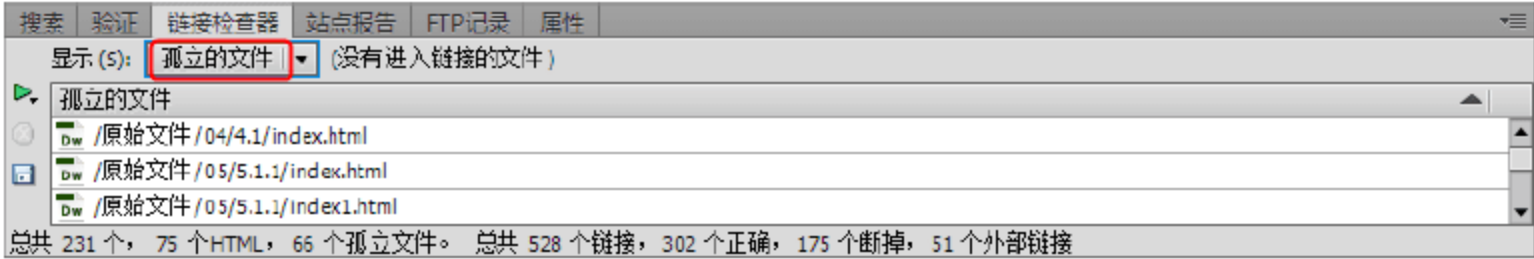 搜索 验证 链接检查器 站点报告 FTP记录 属性
显示(S): 孤立的文件 (没有进入链接的文件)
孤立的文件
Dw /原始文件/04/4.1/index.html
Dw /原始文件/05/5.1.1/index.html
Dw /原始文件/05/5.1.1/index1.html
总共 231 个， 75 个HTML， 66 个孤立文件。 总共 528 个链接，302 个正确，175 个断掉，51 个外部链接